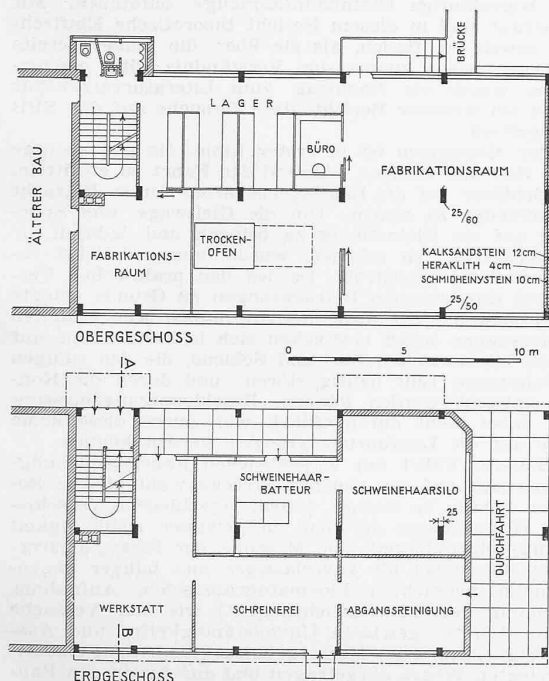 BRÜCKE
LAGER
ÄLTERER BAU
BÜRO
FABRIKATIONSRAUM
25/60
FABRIKATIONS-
RAUM
TROCKEN-
OFEN
KALKSANDSTEIN 12cm
HERAKLITH 4cm
SCHMIDHEINYSTEIN 10cm
25/50
OBERGESCHOSS
0 5 10 m
A
SCHWEINEHAAR-
BATTEUR
SCHWEINEHAARSILO
25
DURCHFAHRT
WERKSTATT
SCHREINEREI
ABGANGSREINIGUNG
B
ERDGESCHOSS